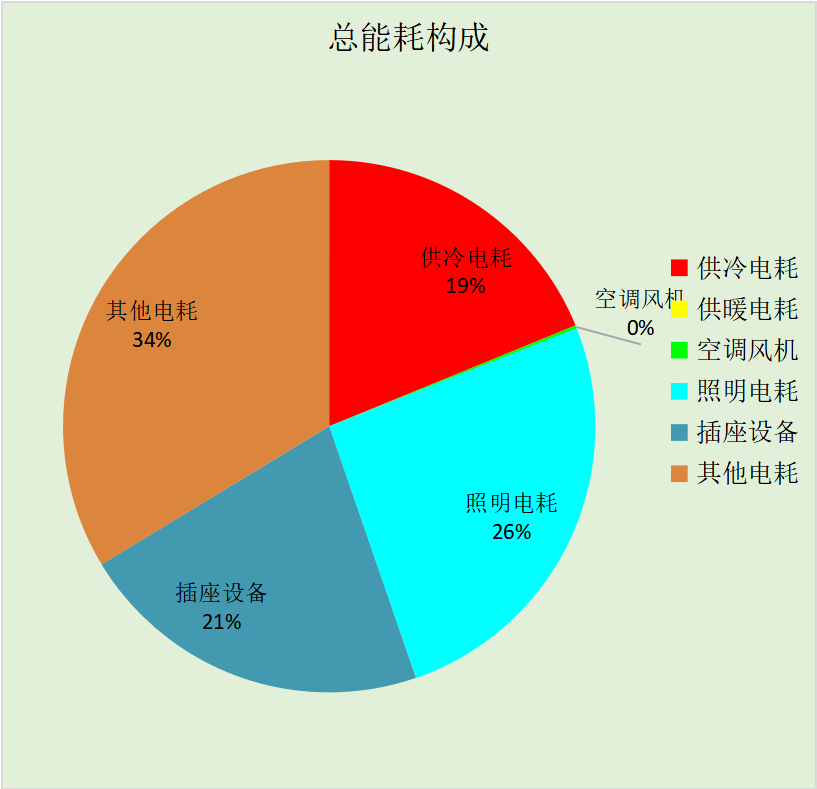 总能耗构成
供冷电耗
19%
空调风机
0%
照明电耗
26%
插座设备
21%
其他电耗
34%
供冷电耗
供暖电耗
空调风机
照明电耗
插座设备
其他电耗